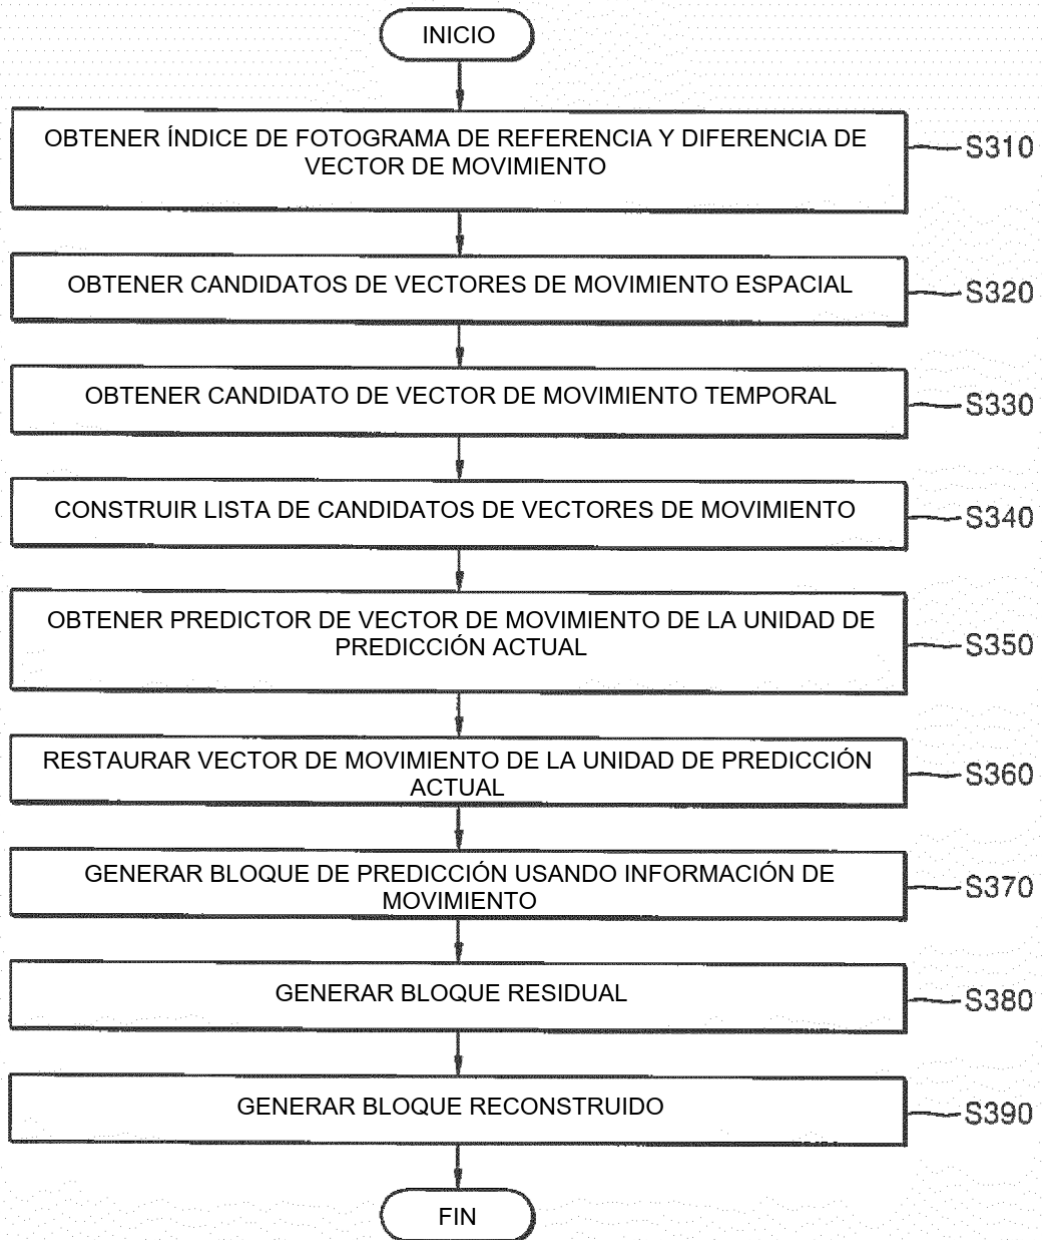 INICIO
OBTENER ÍNDICE DE FOTOGRAMA DE REFERENCIA Y DIFERENCIA DE
VECTOR DE MOVIMIENTO
S310
OBTENER CANDIDATOS DE VECTORES DE MOVIMIENTO ESPACIAL
S320
OBTENER CANDIDATO DE VECTOR DE MOVIMIENTO TEMPORAL
S330
CONSTRUIR LISTA DE CANDIDATOS DE VECTORES DE MOVIMIENTO
S340
OBTENER PREDICTOR DE VECTOR DE MOVIMIENTO DE LA UNIDAD DE
PREDICCIÓN ACTUAL
S350
RESTAURAR VECTOR DE MOVIMIENTO DE LA UNIDAD DE PREDICCIÓN
ACTUAL
S360
GENERAR BLOQUE DE PREDICCIÓN USANDO INFORMACIÓN DE
MOVIMIENTO
S370
GENERAR BLOQUE RESIDUAL
S380
GENERAR BLOQUE RECONSTRUIDO
S390
FIN